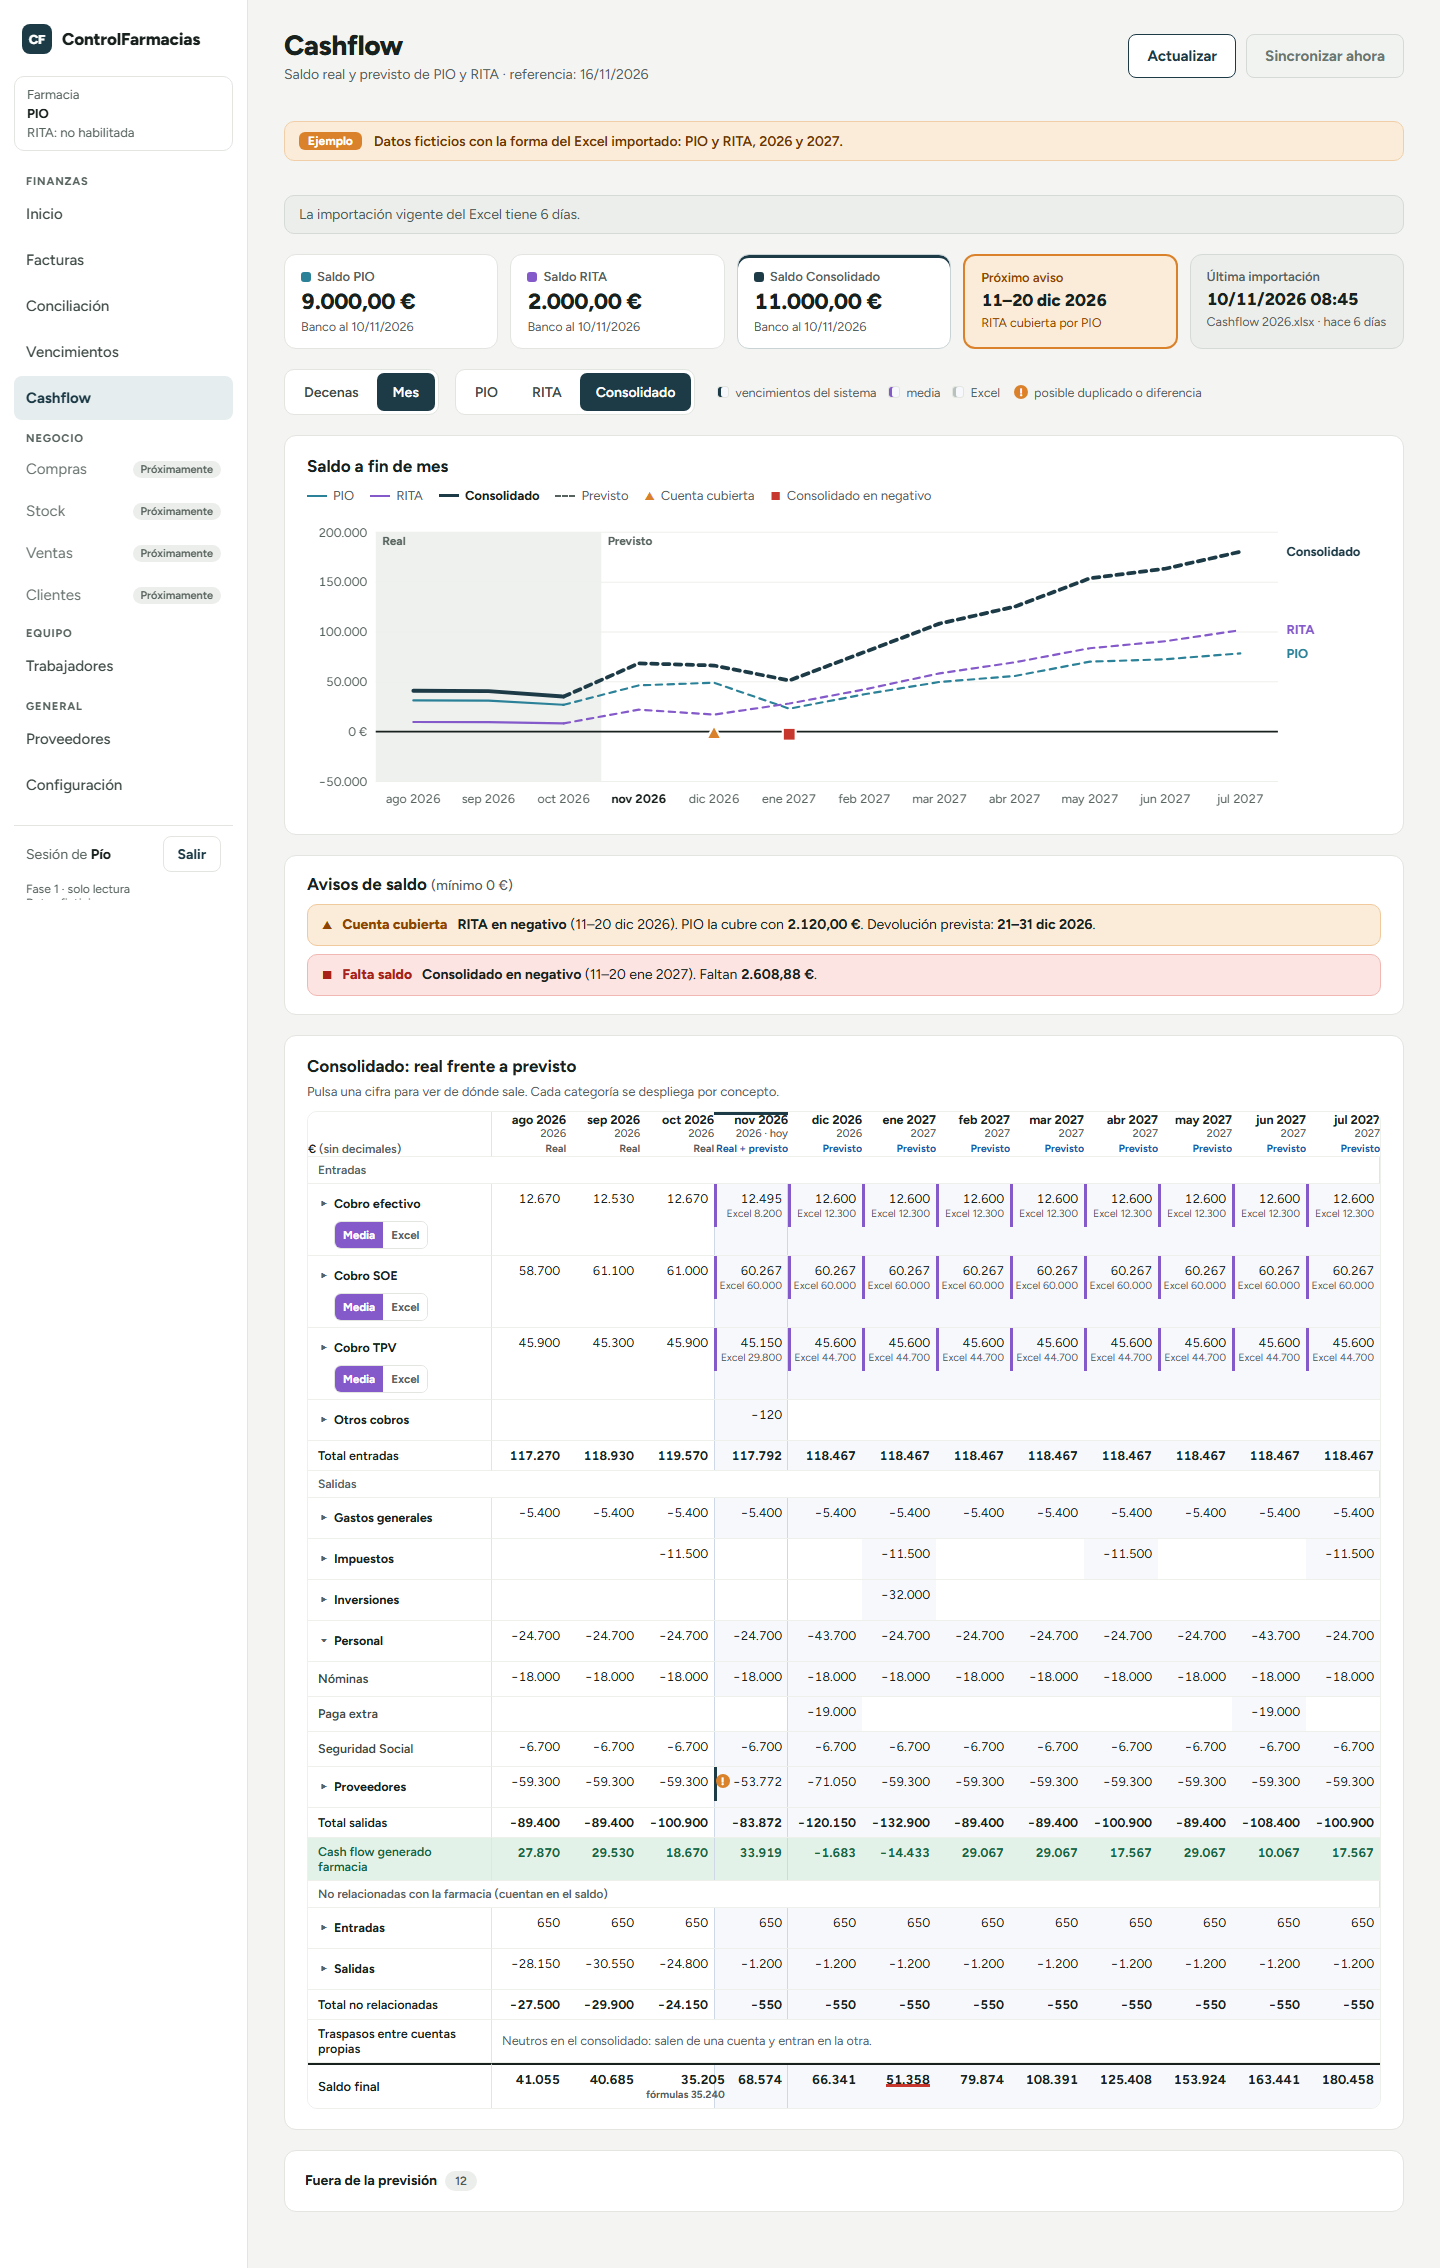 CF ControlFarmacias
Farmacia
PIO
RITA: no habilitada
FINANZAS
Inicio
Facturas
Conciliación
Vencimientos
Cashflow
NEGOCIO
Compras Próximamente
Stock Próximamente
Ventas Próximamente
Clientes Próximamente
EQUIPO
Trabajadores
GENERAL
Proveedores
Configuración
Sesión de Pío Salir
Fase 1 · solo lectura
Cashflow
Saldo real y previsto de PIO y RITA · referencia: 16/11/2026
Actualizar Sincronizar ahora
Ejemplo Datos ficticios con la forma del Excel importado: PIO y RITA, 2026 y 2027.
La importación vigente del Excel tiene 6 días.
Saldo PIO
9.000,00 €
Banco al 10/11/2026
Saldo RITA
2.000,00 €
Banco al 10/11/2026
Saldo Consolidado
11.000,00 €
Banco al 10/11/2026
Próximo aviso
11–20 dic 2026
RITA cubierta por PIO
Última importación
10/11/2026 08:45
Cashflow 2026.xlsx · hace 6 días
Decenas Mes PIO RITA Consolidado vencimientos del sistema media Excel ! posible duplicado o diferencia
Saldo a fin de mes
PIO RITA Consolidado Previsto Cuenta cubierta Consolidado en negativo
200.000
150.000
100.000
50.000
0 €
−50.000
Real Previsto
Consolidado
RITA
PIO
ago 2026 sep 2026 oct 2026 nov 2026 dic 2026 ene 2027 feb 2027 mar 2027 abr 2027 may 2027 jun 2027 jul 2027
Avisos de saldo (mínimo 0 €)
Cuenta cubierta RITA en negativo (11–20 dic 2026). PIO la cubre con 2.120,00 €. Devolución prevista: 21–31 dic 2026.
Falta saldo Consolidado en negativo (11–20 ene 2027). Faltan 2.608,88 €.
Consolidado: real frente a previsto
Pulsa una cifra para ver de dónde sale. Cada categoría se despliega por concepto.
ago 2026 sep 2026 oct 2026 nov 2026 dic 2026 ene 2027 feb 2027 mar 2027 abr 2027 may 2027 jun 2027 jul 2027
2026 2026 2026 2026 · hoy 2026 2027 2027 2027 2027 2027 2027 2027
€ (sin decimales) Real Real Real Real + previsto Previsto Previsto Previsto Previsto Previsto Previsto Previsto Previsto
Entradas
Cobro efectivo 12.670 12.530 12.670 12.495 12.600 12.600 12.600 12.600 12.600 12.600 12.600 12.600
Excel 8.200 Excel 12.300 Excel 12.300 Excel 12.300 Excel 12.300 Excel 12.300 Excel 12.300 Excel 12.300 Excel 12.300
Media Excel
Cobro SOE 58.700 61.100 61.000 60.267 60.267 60.267 60.267 60.267 60.267 60.267 60.267 60.267
Excel 60.000 Excel 60.000 Excel 60.000 Excel 60.000 Excel 60.000 Excel 60.000 Excel 60.000 Excel 60.000 Excel 60.000
Media Excel
Cobro TPV 45.900 45.300 45.900 45.150 45.600 45.600 45.600 45.600 45.600 45.600 45.600 45.600
Excel 29.800 Excel 44.700 Excel 44.700 Excel 44.700 Excel 44.700 Excel 44.700 Excel 44.700 Excel 44.700 Excel 44.700
Media Excel
Otros cobros −120
Total entradas 117.270 118.930 119.570 117.792 118.467 118.467 118.467 118.467 118.467 118.467 118.467 118.467
Salidas
Gastos generales −5.400 −5.400 −5.400 −5.400 −5.400 −5.400 −5.400 −5.400 −5.400 −5.400 −5.400 −5.400
Impuestos −11.500 −11.500 −11.500 −11.500
Inversiones −32.000
Personal −24.700 −24.700 −24.700 −24.700 −43.700 −24.700 −24.700 −24.700 −24.700 −24.700 −43.700 −24.700
Nóminas −18.000 −18.000 −18.000 −18.000 −18.000 −18.000 −18.000 −18.000 −18.000 −18.000 −18.000 −18.000
Paga extra −19.000 −19.000
Seguridad Social −6.700 −6.700 −6.700 −6.700 −6.700 −6.700 −6.700 −6.700 −6.700 −6.700 −6.700 −6.700
Proveedores −59.300 −59.300 −59.300 ! −53.772 −71.050 −59.300 −59.300 −59.300 −59.300 −59.300 −59.300 −59.300
Total salidas −89.400 −89.400 −100.900 −83.872 −120.150 −132.900 −89.400 −89.400 −100.900 −89.400 −108.400 −100.900
Cash flow generado farmacia 27.870 29.530 18.670 33.919 −1.683 −14.433 29.067 29.067 17.567 29.067 10.067 17.567
No relacionadas con la farmacia (cuentan en el saldo)
Entradas 650 650 650 650 650 650 650 650 650 650 650 650
Salidas −28.150 −30.550 −24.800 −1.200 −1.200 −1.200 −1.200 −1.200 −1.200 −1.200 −1.200 −1.200
Total no relacionadas −27.500 −29.900 −24.150 −550 −550 −550 −550 −550 −550 −550 −550 −550
Traspasos entre cuentas propias Neutros en el consolidado: salen de una cuenta y entran en la otra.
Saldo final 41.055 40.685 35.205 68.574 66.341 51.358 79.874 108.391 125.408 153.924 163.441 180.458
fórmulas 35.240
Fuera de la previsión 12